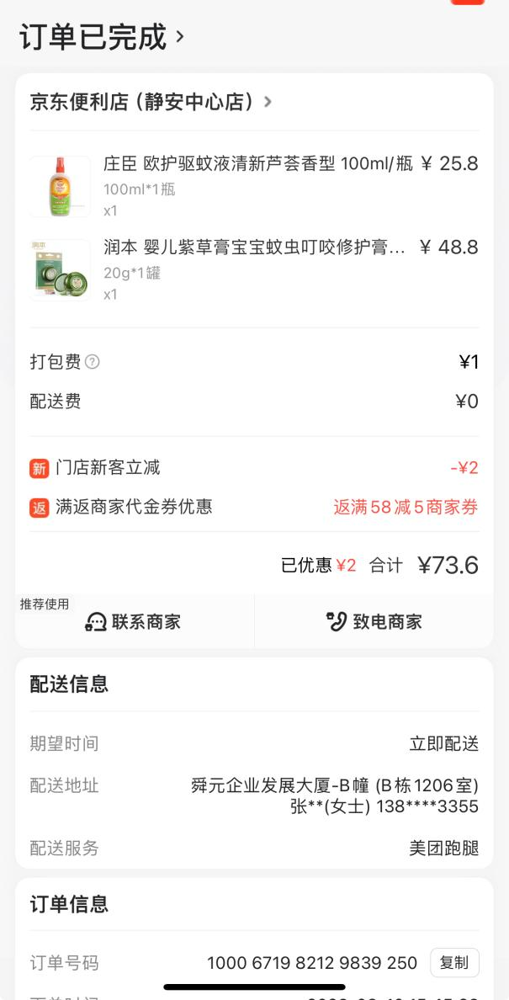 订单已完成
京东便利店（静安中心店）
庄臣 欧护驱蚊液清新芦荟香型 100ml/瓶 ¥ 25.8
100ml*1瓶
x1
润本
润本 婴儿紫草膏宝宝蚊虫叮咬修护膏... ¥ 48.8
20g*1罐
x1
打包费 ? ¥1
配送费 ¥0
新 门店新客立减 -¥2
返 满返商家代金券优惠 返满58减5商家券
已优惠¥2 合计 ¥73.6
推荐使用
联系商家 致电商家
配送信息
期望时间 立即配送
配送地址 舜元企业发展大厦-B幢 (B栋1206室)
张**(女士) 138****3355
配送服务 美团跑腿
订单信息
订单号码 1000 6719 8212 9839 250 复制